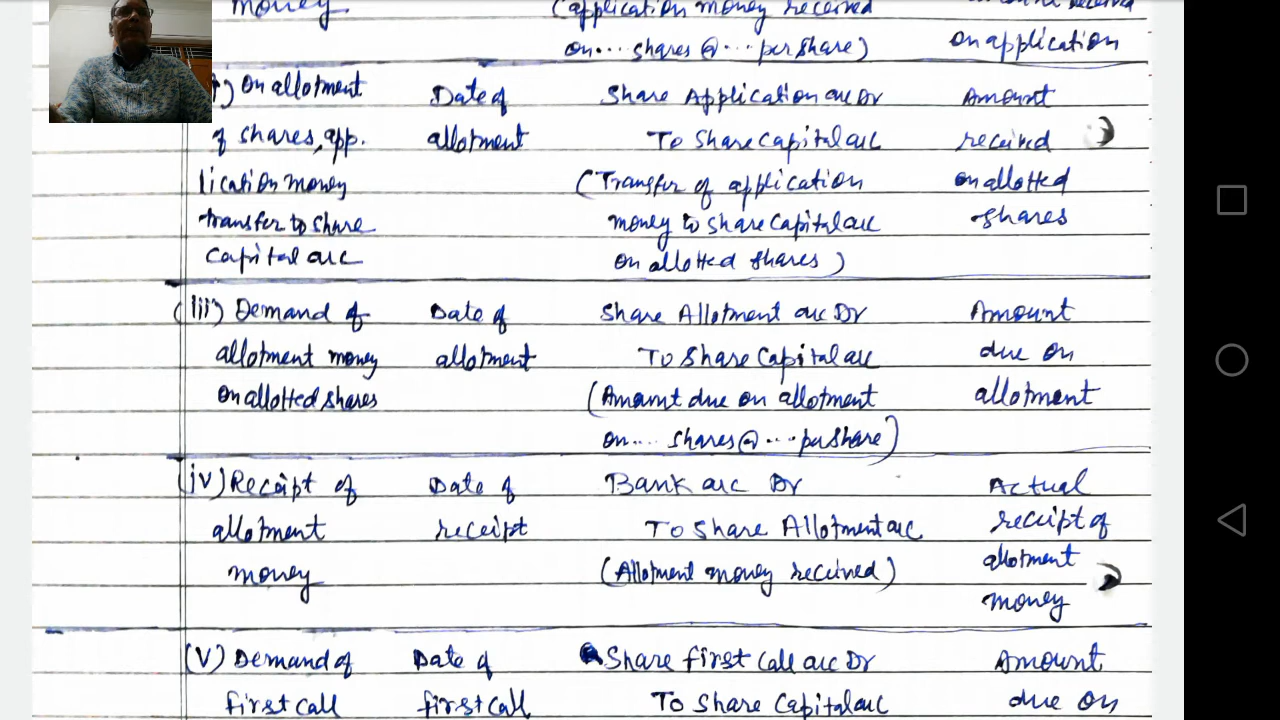 money (application money received amount received
on... shares @ ... per share) on application
) On allotment Date of Share Application a/c Dr Amount
of shares, app. allotment To Share Capital a/c received
lication money (Transfer of application on allotted
transfer to share money to share capital a/c shares
Capital a/c on allotted shares)
(iii) Demand of Date of Share Allotment a/c Dr Amount
allotment money allotment To Share Capital a/c due on
on allotted shares (Amount due on allotment allotment
on... shares @ ... per share)
(iv) Receipt of Date of Bank a/c Dr Actual
allotment receipt To Share Allotment a/c receipt of
money (Allotment money received) allotment
money
(v) Demand of Date of Share first call a/c Dr Amount
first call first call To Share Capital a/c due on